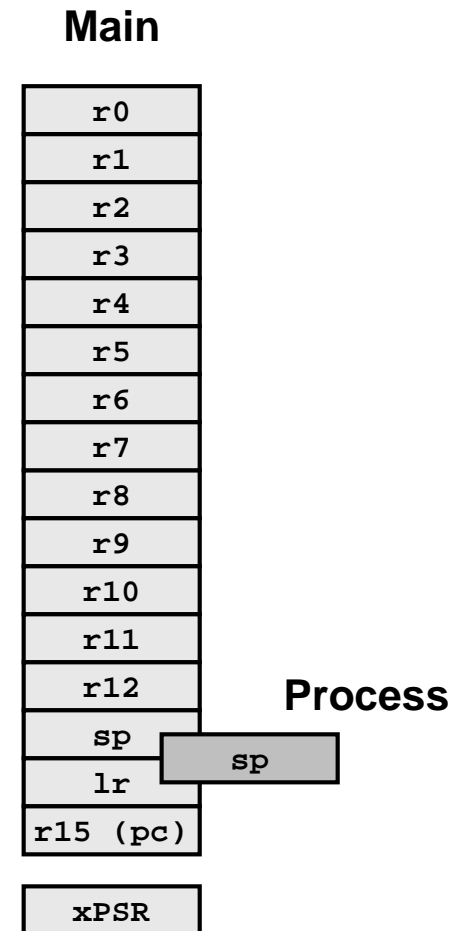 Main
r0
r1
r2
r3
r4
r5
r6
r7
r8
r9
r10
r11
r12
Process
sp
sp
lr
r15 (pc)
xPSR